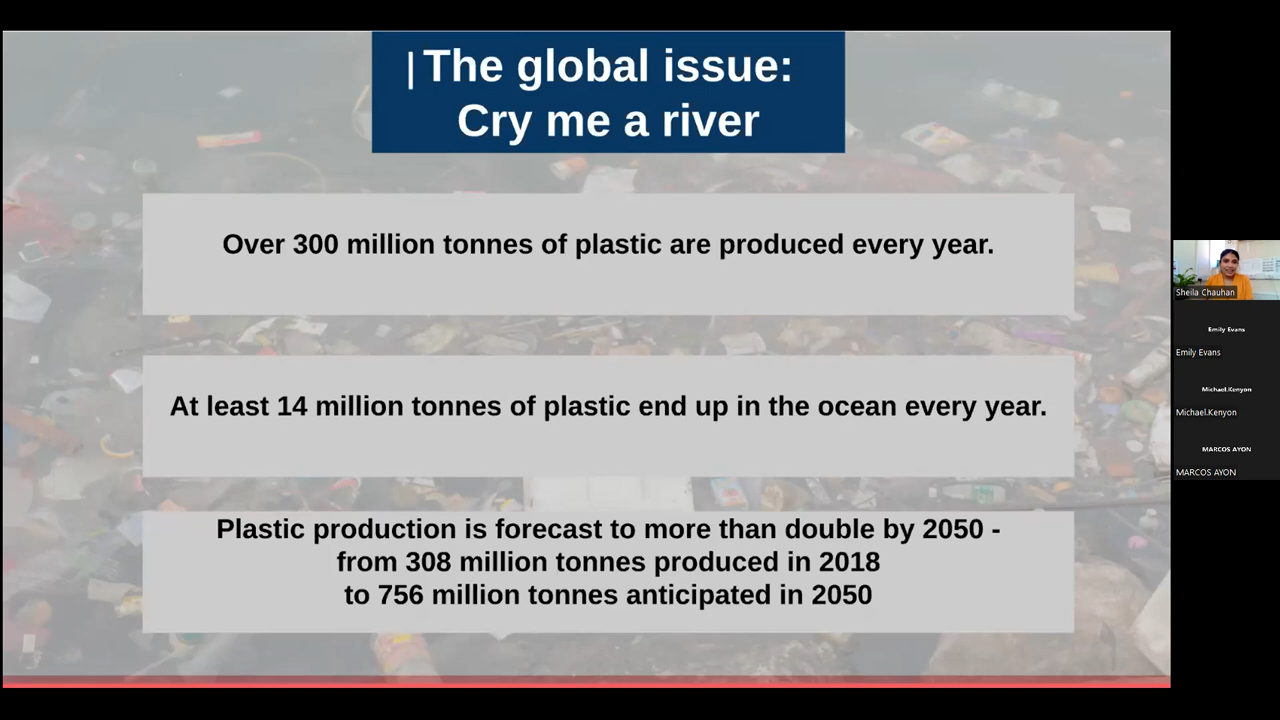 |The global issue:
Cry me a river
Over 300 million tonnes of plastic are produced every year.
At least 14 million tonnes of plastic end up in the ocean every year.
Plastic production is forecast to more than double by 2050 -
from 308 million tonnes produced in 2018
to 756 million tonnes anticipated in 2050
Sheila Chauhan
Emily Evans
Emily Evans
Michael.Kenyon
Michael.Kenyon
MARCOS AYON
MARCOS AYON